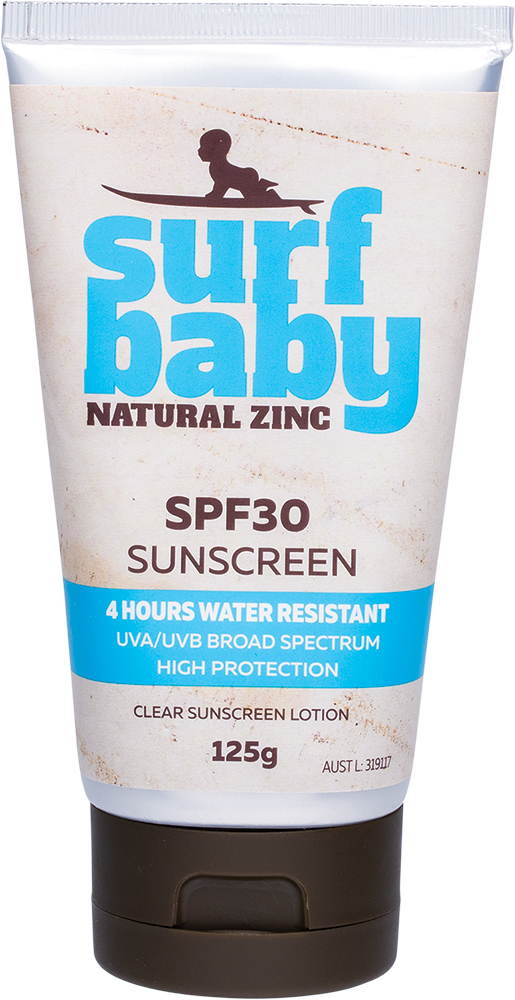 surf
baby
NATURAL ZINC
SPF30
SUNSCREEN
4 HOURS WATER RESISTANT
UVA/UVB BROAD SPECTRUM
HIGH PROTECTION
CLEAR SUNSCREEN LOTION
125g
AUST L: 319117